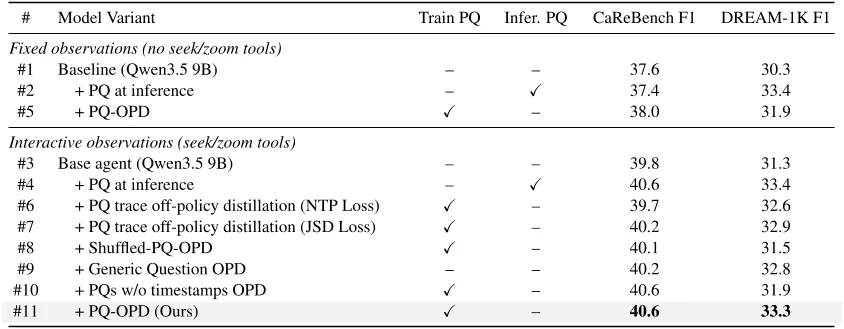 # Model Variant Train PQ Infer. PQ CaReBench F1 DREAM-1K F1
Fixed observations (no seek/zoom tools)
#1 Baseline (Qwen3.5 9B) – – 37.6 30.3
#2 + PQ at inference – ✓ 37.4 33.4
#5 + PQ-OPD ✓ – 38.0 31.9
Interactive observations (seek/zoom tools)
#3 Base agent (Qwen3.5 9B) – – 39.8 31.3
#4 + PQ at inference – ✓ 40.6 33.4
#6 + PQ trace off-policy distillation (NTP Loss) ✓ – 39.7 32.6
#7 + PQ trace off-policy distillation (JSD Loss) ✓ – 40.2 32.9
#8 + Shuffled-PQ-OPD ✓ – 40.1 31.5
#9 + Generic Question OPD – – 40.2 32.8
#10 + PQs w/o timestamps OPD ✓ – 40.6 31.9
#11 + PQ-OPD (Ours) ✓ – 40.6 33.3